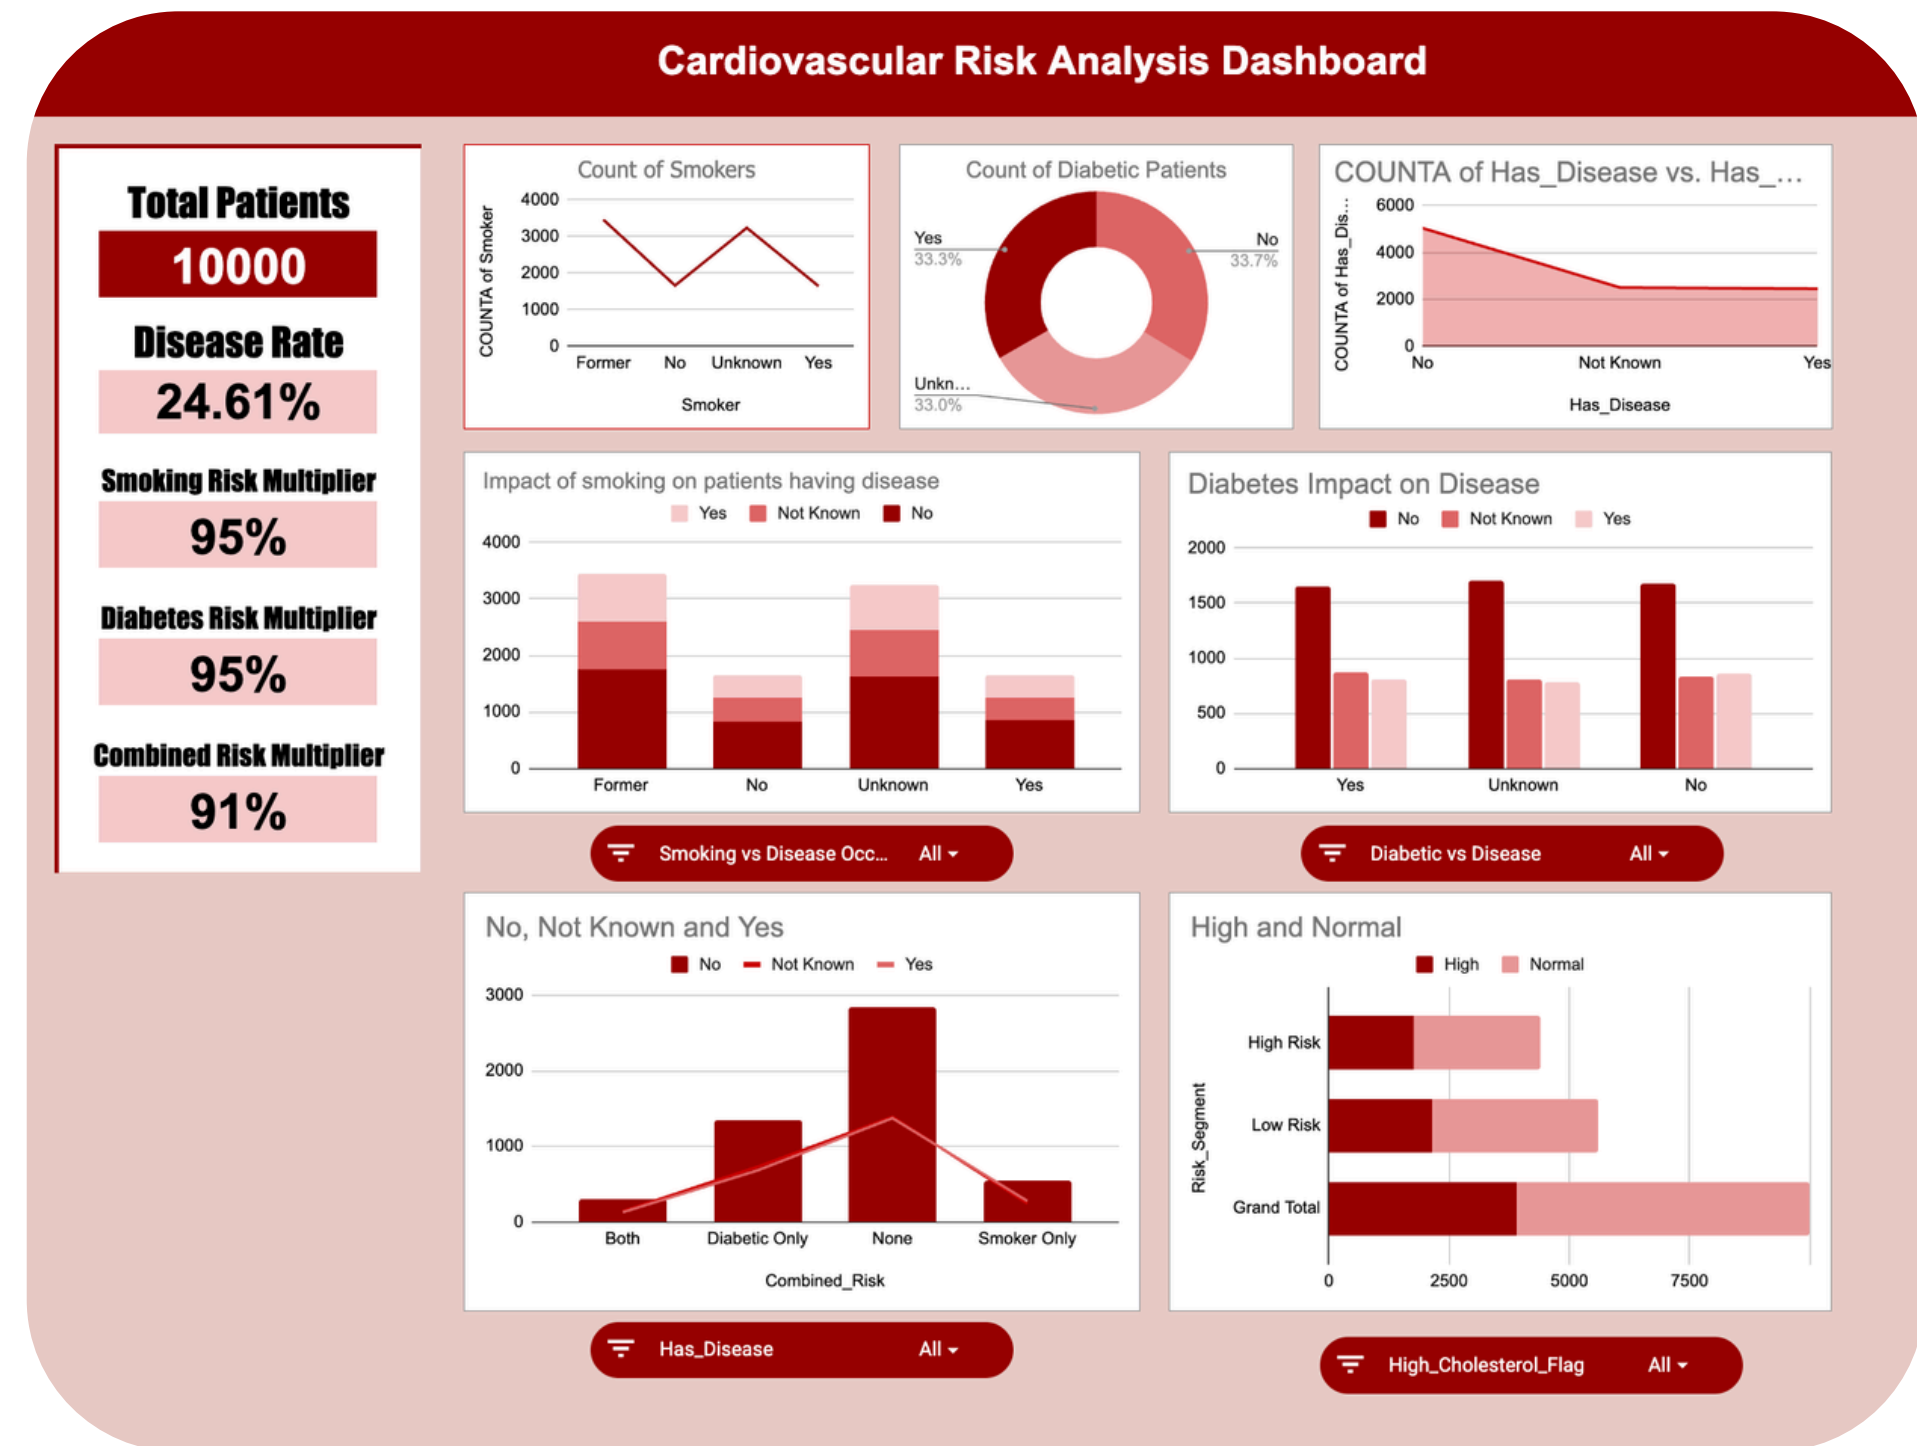 Cardiovascular Risk Analysis Dashboard
Total Patients
10000
Disease Rate
24.61%
Smoking Risk Multiplier
95%
Diabetes Risk Multiplier
95%
Combined Risk Multiplier
91%
Count of Smokers
COUNTA of Smoker
4000
3000
2000
1000
0
Former No Unknown Yes
Smoker
Count of Diabetic Patients
Yes
33.3%
No
33.7%
Unkn...
33.0%
COUNTA of Has_Disease vs. Has_...
COUNTA of Has_Dis...
6000
4000
2000
0
No Not Known Yes
Has_Disease
Impact of smoking on patients having disease
Yes Not Known No
4000
3000
2000
1000
0
Former No Unknown Yes
Smoking vs Disease Occ... All
Diabetes Impact on Disease
No Not Known Yes
2000
1500
1000
500
0
Yes Unknown No
Diabetic vs Disease All
No, Not Known and Yes
No Not Known Yes
3000
2000
1000
0
Both Diabetic Only None Smoker Only
Combined_Risk
Has_Disease All
High and Normal
High Normal
Risk_Segment
High Risk
Low Risk
Grand Total
0 2500 5000 7500
High_Cholesterol_Flag All